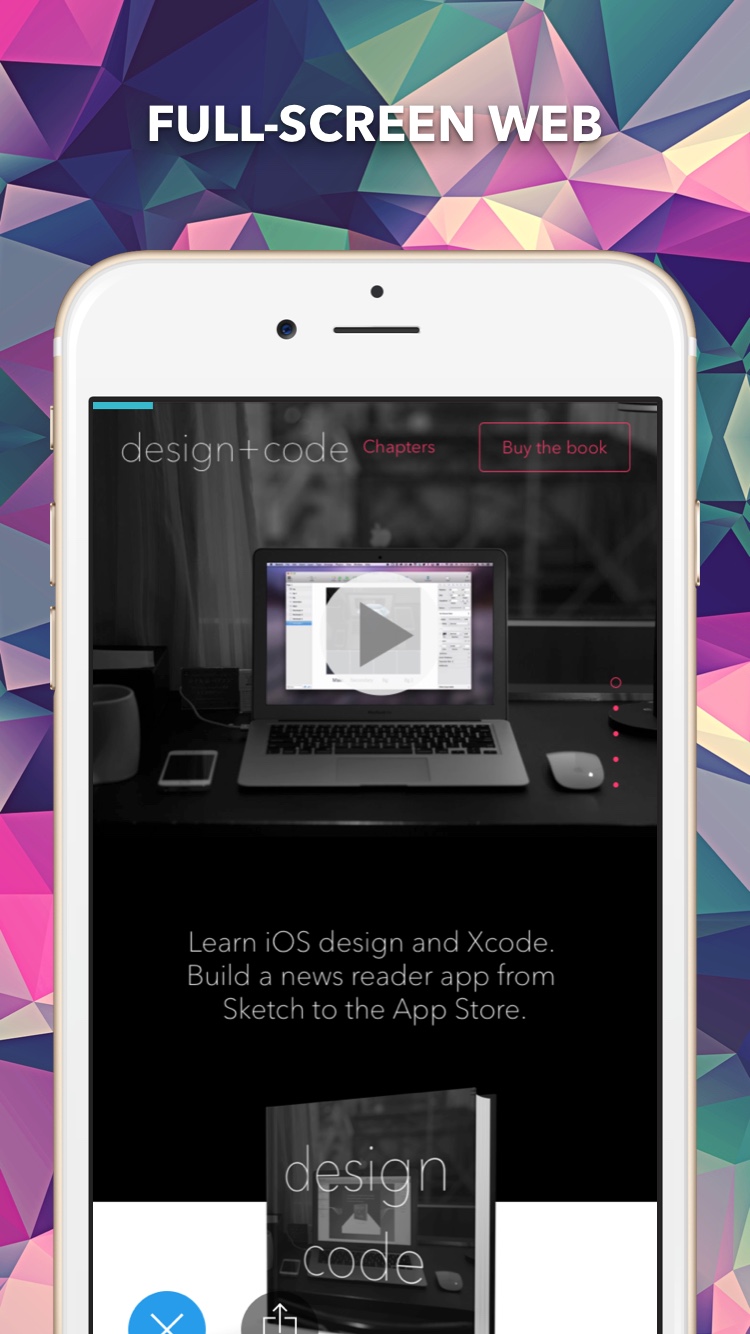 FULL-SCREEN WEB
design+code
Chapters
Buy the book
Learn iOS design and Xcode.
Build a news reader app from
Sketch to the App Store.
design
code